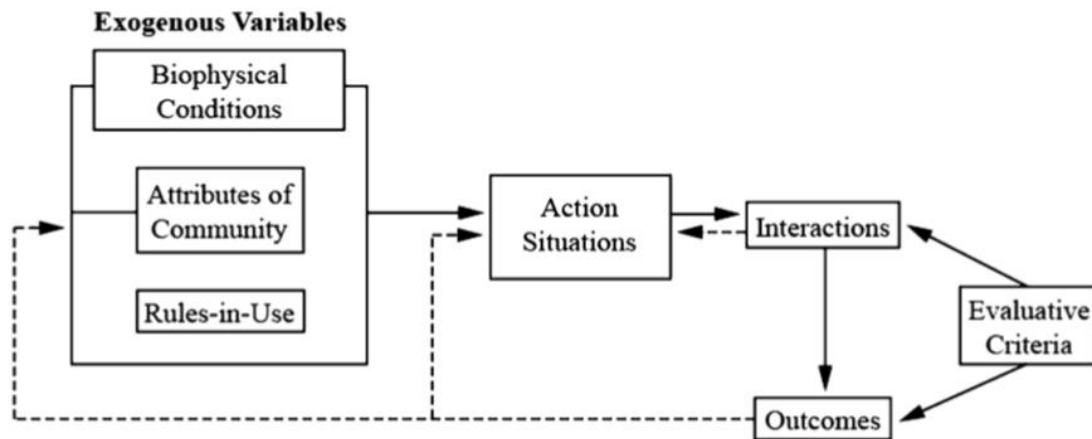 Exogenous Variables
Biophysical
Conditions
Attributes of
Community
Rules-in-Use
Action
Situations
Interactions
Evaluative
Criteria
Outcomes